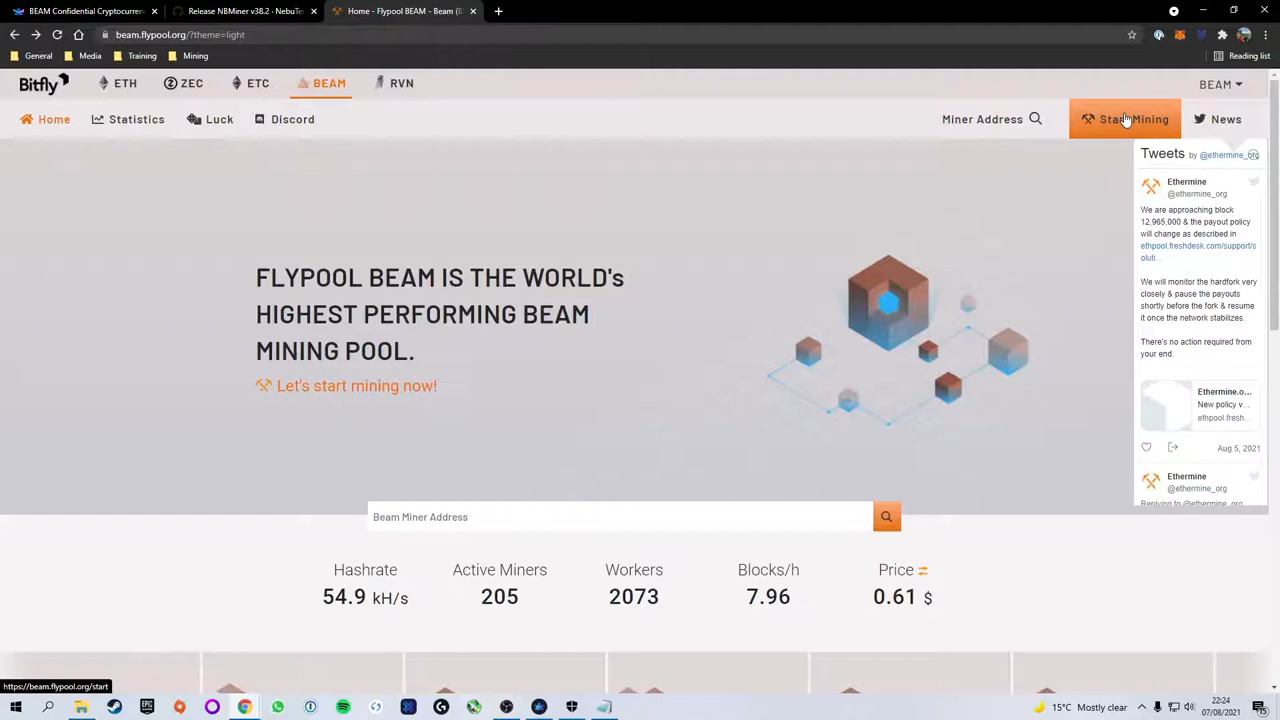 BEAM Confidential Cryptocurren
Release NBMiner v38.2 - NebuTe
Home - Flypool BEAM - Beam (B
beam.flypool.org/?theme=light
General
Media
Training
Mining
Reading list
Bitfly
ETH
ZEC
ETC
BEAM
RVN
BEAM
Home
Statistics
Luck
Discord
Miner Address
Start Mining
News
Tweets by @ethermine_org
Ethermine
@ethermine_org
We are approaching block
12,965,000 & the payout policy
will change as described in
ethpool.freshdesk.com/support/s
oluti...
We will monitor the hardfork very
closely & pause the payouts
shortly before the fork & resume
it once the network stabilizes.
There's no action required from
your end.
Ethermine.o...
New policy v...
ethpool.fresh...
Aug 5, 2021
Ethermine
@ethermine_org
Replying to @ethermine_org
FLYPOOL BEAM IS THE WORLD's
HIGHEST PERFORMING BEAM
MINING POOL.
Let's start mining now!
Beam Miner Address
Hashrate
Active Miners
Workers
Blocks/h
Price
54.9 kH/s
205
2073
7.96
0.61 $
https://beam.flypool.org/start
15°C Mostly clear
22:24
07/08/2021
15